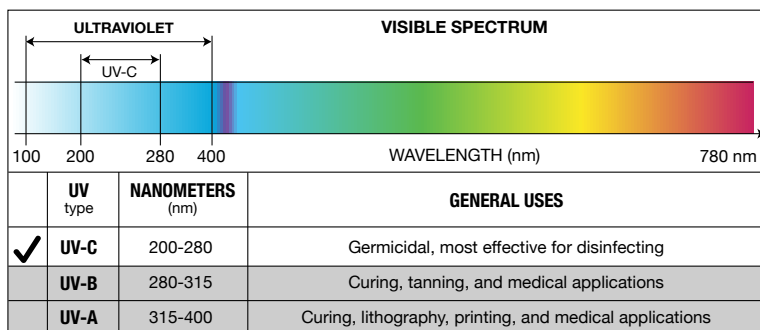 ULTRAVIOLET
VISIBLE SPECTRUM
UV-C
100 200 280 400 WAVELENGTH (nm) 780 nm
UV type NANOMETERS (nm) GENERAL USES
UV-C 200-280 Germicidal, most effective for disinfecting
UV-B 280-315 Curing, tanning, and medical applications
UV-A 315-400 Curing, lithography, printing, and medical applications